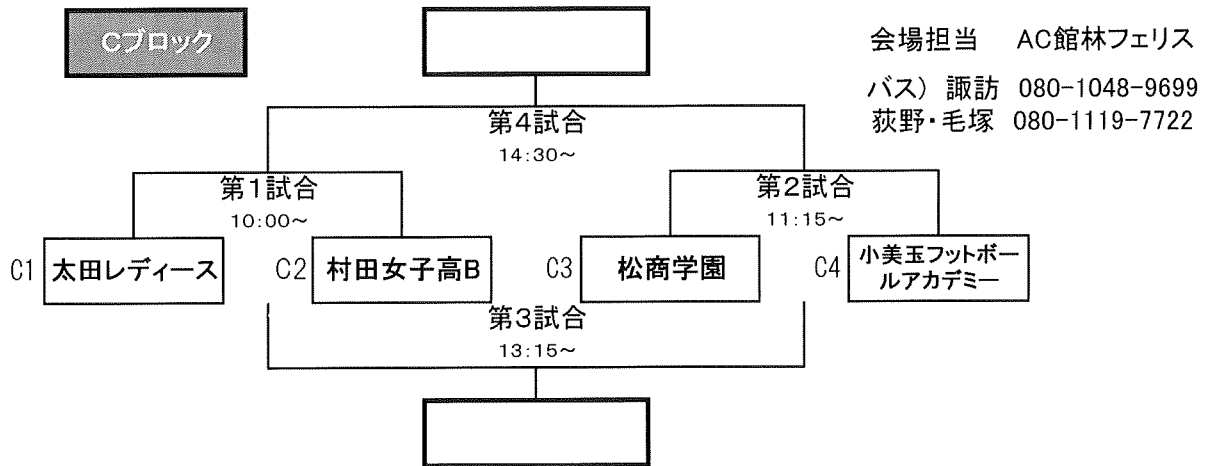 Cブロック
会場担当 AC館林フェリス
バス) 諏訪 080-1048-9699
荻野・毛塚 080-1119-7722
第4試合
14:30~
第1試合
10:00~
第2試合
11:15~
C1 太田レディース
C2 村田女子高B
C3 松商学園
C4 小美玉フットボー
ルアカデミー
第3試合
13:15~